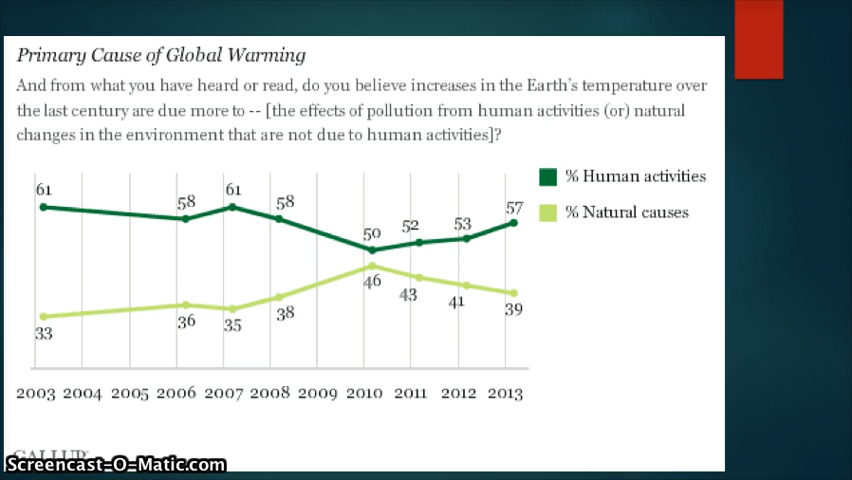 Primary Cause of Global Warming
And from what you have heard or read, do you believe increases in the Earth's temperature over
the last century are due more to -- [the effects of pollution from human activities (or) natural
changes in the environment that are not due to human activities]?
% Human activities
% Natural causes
61 58 61 58 50 52 53 57
33 36 35 38 46 43 41 39
2003 2004 2005 2006 2007 2008 2009 2010 2011 2012 2013
GALLUP
Screencast-O-Matic.com